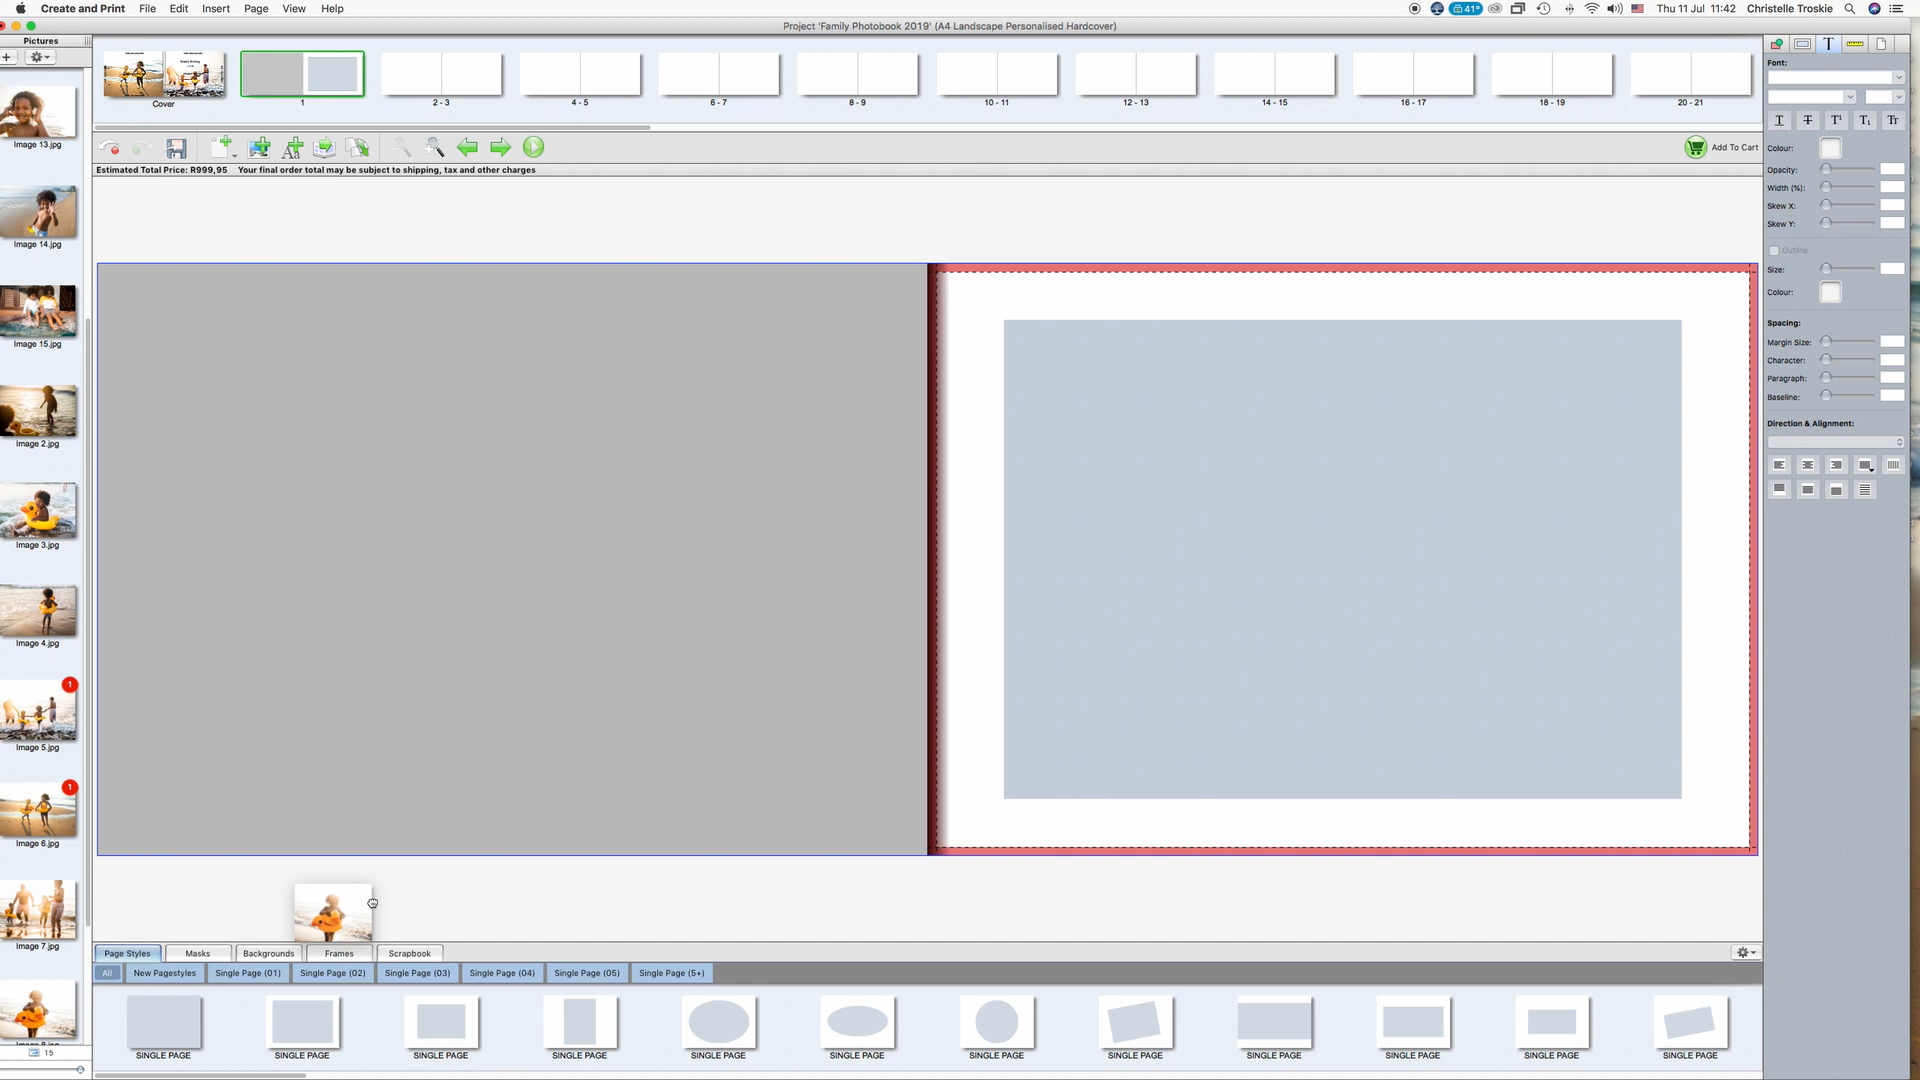 Create and Print File Edit Insert Page View Help
41° Thu 11 Jul 11:42 Christelle Troskie
Project 'Family Photobook 2019' (A4 Landscape Personalised Hardcover)
Pictures
Image 13.jpg
Image 14.jpg
Image 15.jpg
Image 2.jpg
Image 3.jpg
Image 4.jpg
1
Image 5.jpg
1
Image 6.jpg
Image 7.jpg
15
Cover
1
2 - 3
4 - 5
6 - 7
8 - 9
10 - 11
12 - 13
14 - 15
16 - 17
18 - 19
20 - 21
Add To Cart
Estimated Total Price: R999,95 Your final order total may be subject to shipping, tax and other charges
Page Styles
Masks
Backgrounds
Frames
Scrapbook
All
New Pagestyles
Single Page (01)
Single Page (02)
Single Page (03)
Single Page (04)
Single Page (05)
Single Page (5+)
SINGLE PAGE
SINGLE PAGE
SINGLE PAGE
SINGLE PAGE
SINGLE PAGE
SINGLE PAGE
SINGLE PAGE
SINGLE PAGE
SINGLE PAGE
SINGLE PAGE
SINGLE PAGE
SINGLE PAGE
Font:
Colour:
Opacity:
Width (%):
Skew X:
Skew Y:
Outline
Size:
Colour:
Spacing:
Margin Size:
Character:
Paragraph:
Baseline:
Direction & Alignment: